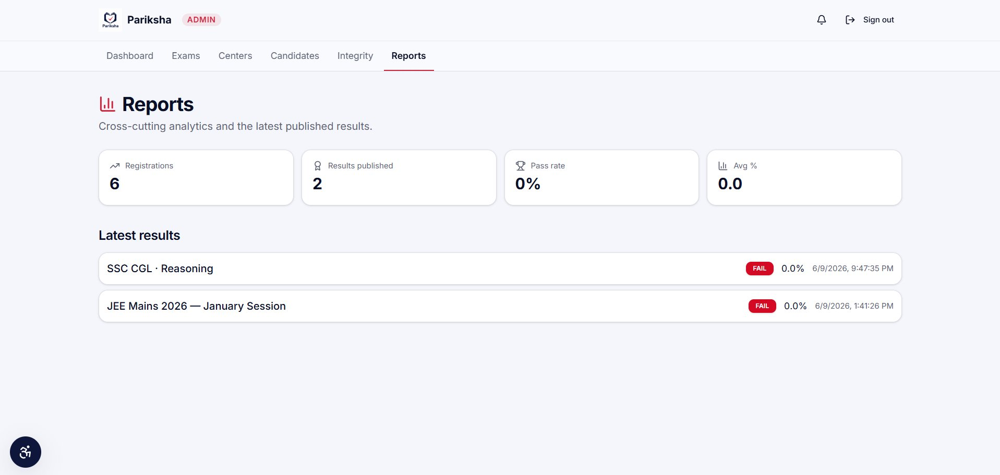 Pariksha
Pariksha ADMIN Sign out
Dashboard Exams Centers Candidates Integrity Reports
Reports
Cross-cutting analytics and the latest published results.
Registrations Results published Pass rate Avg %
6 2 0% 0.0
Latest results
SSC CGL · Reasoning FAIL 0.0% 6/9/2026, 9:47:35 PM
JEE Mains 2026 — January Session FAIL 0.0% 6/9/2026, 1:41:26 PM